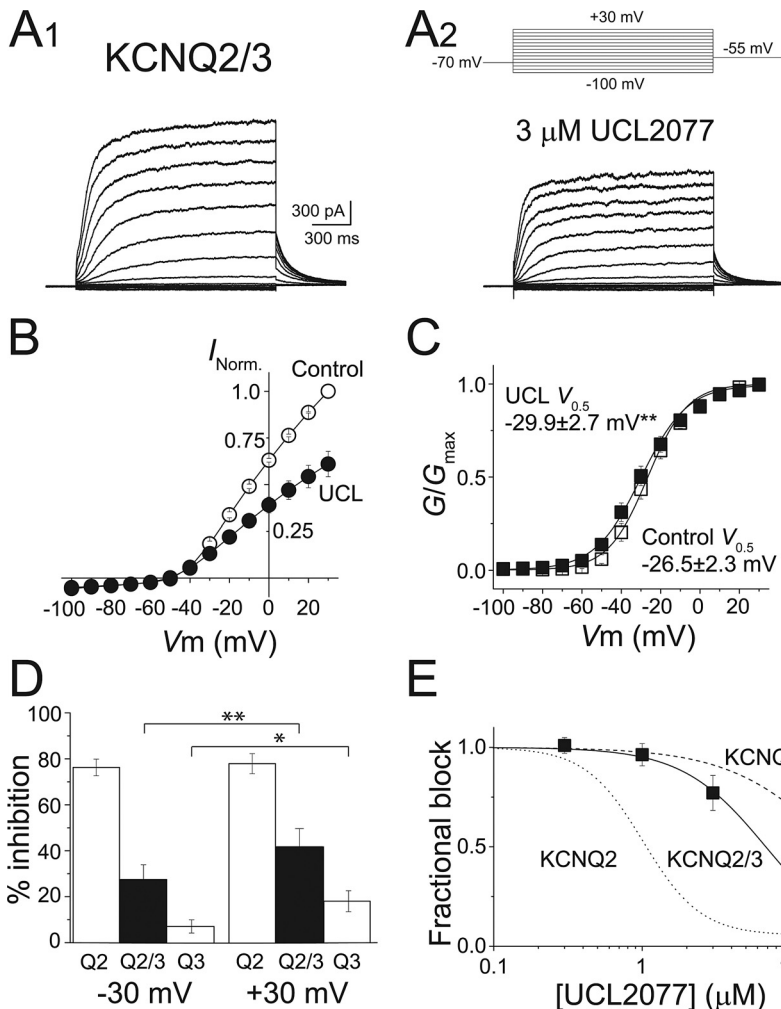 A1
KCNQ2/3
300 pA
300 ms
A2
+30 mV
-70 mV
-55 mV
-100 mV
3 µM UCL2077
B
I Norm.
Control
1.0
0.75
UCL
0.25
-100 -80 -60 -40 -20 0 20
Vm (mV)
C
1.0
UCL V0.5
-29.9±2.7 mV**
G/Gmax
0.5
Control V0.5
-26.5±2.3 mV
0.0
-100 -80 -60 -40 -20 0 20
Vm (mV)
D
% inhibition
100
80
60
40
20
0
**
*
Q2 Q2/3 Q3 Q2 Q2/3 Q3
-30 mV +30 mV
E
Fractional block
1.0
KCNQ
0.5
KCNQ2 KCNQ2/3
0.0
0.1 1
[UCL2077] (µM)